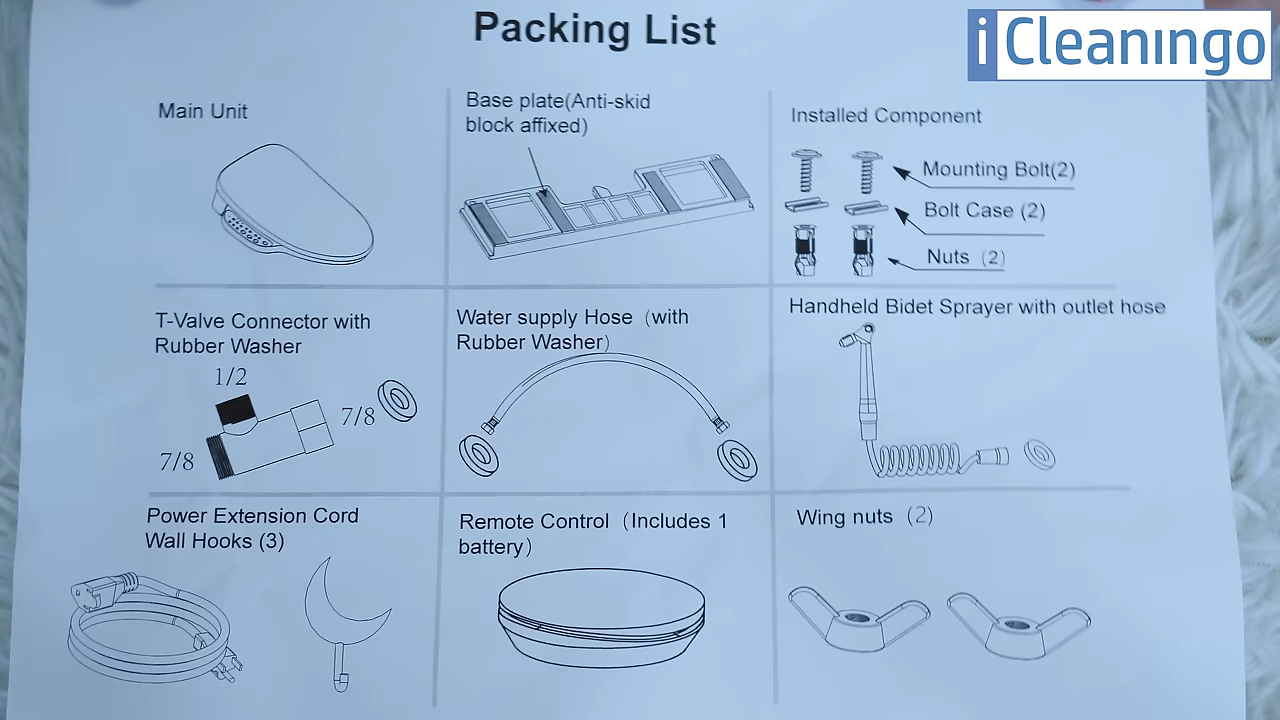 Packing List
iCleaningo
Main Unit
Base plate(Anti-skid
block affixed)
Installed Component
Mounting Bolt(2)
Bolt Case (2)
Nuts (2)
T-Valve Connector with
Rubber Washer
1/2
7/8
7/8
Water supply Hose (with
Rubber Washer)
Handheld Bidet Sprayer with outlet hose
Power Extension Cord
Wall Hooks (3)
Remote Control (Includes 1
battery)
Wing nuts (2)